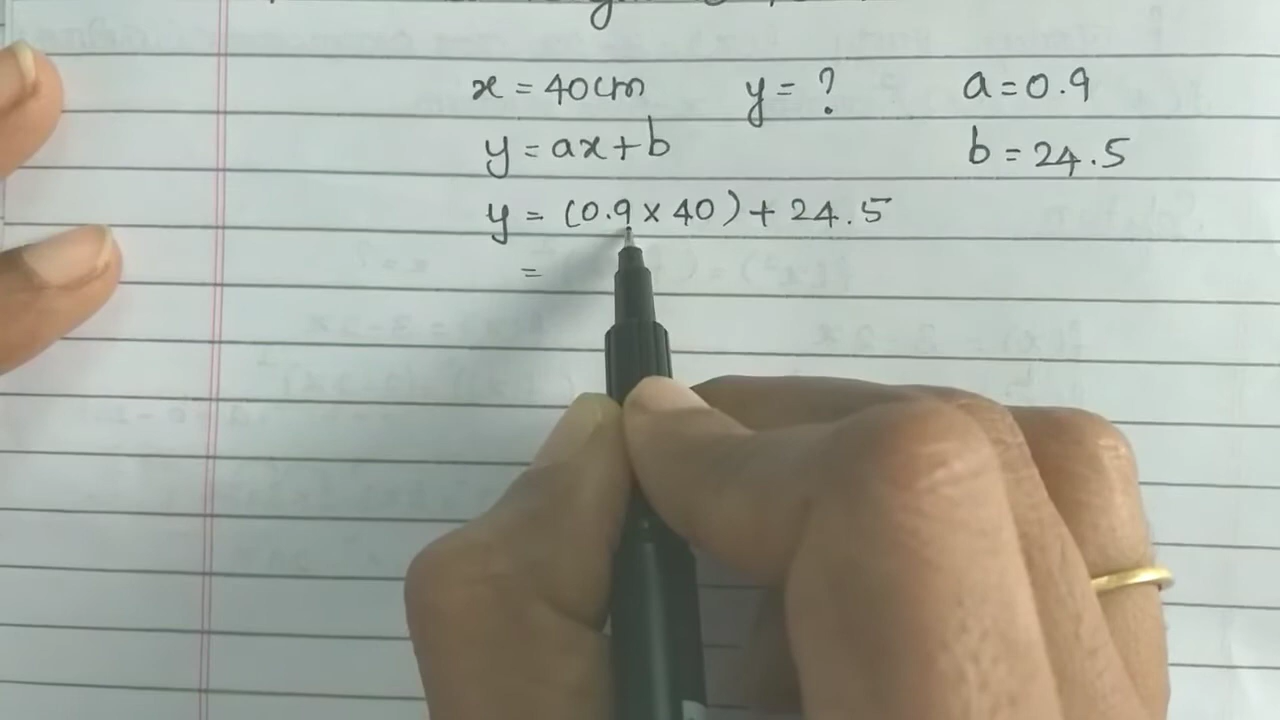 x = 40cm y = ? a = 0.9
y = ax + b b = 24.5
y = (0.9 × 40) + 24.5
=